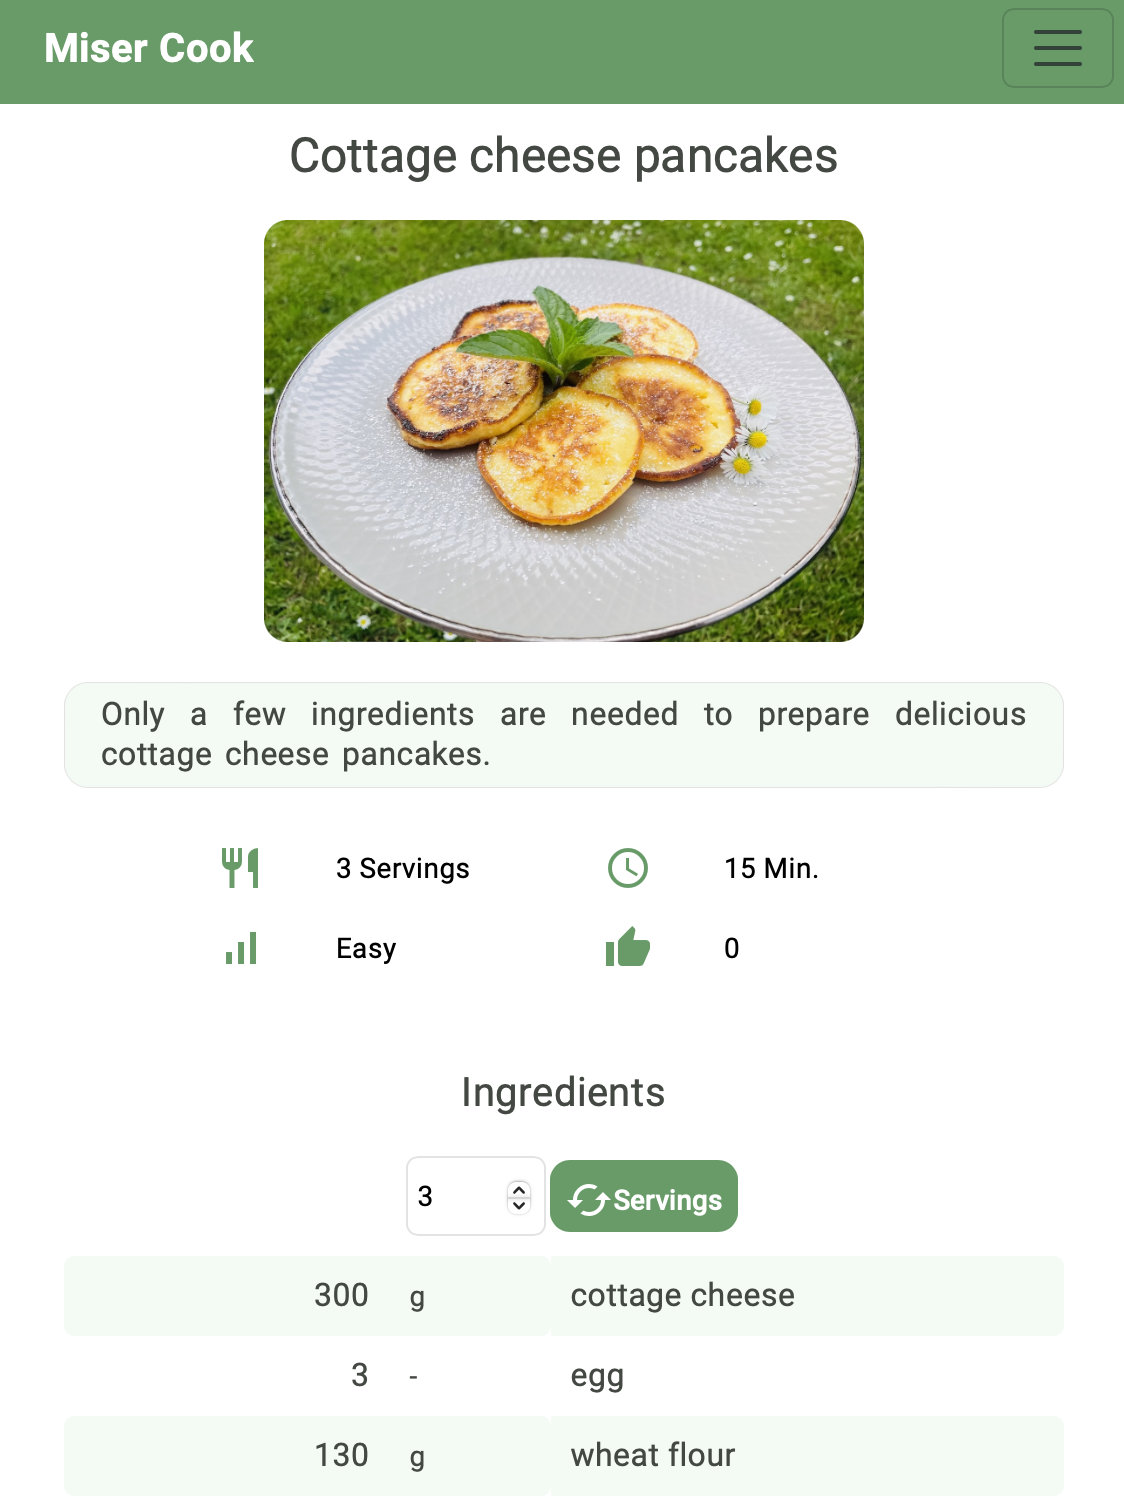 Miser Cook
Cottage cheese pancakes
Only a few ingredients are needed to prepare delicious
cottage cheese pancakes.
3 Servings
15 Min.
Easy
0
Ingredients
3
Servings
300 g cottage cheese
3 - egg
130 g wheat flour